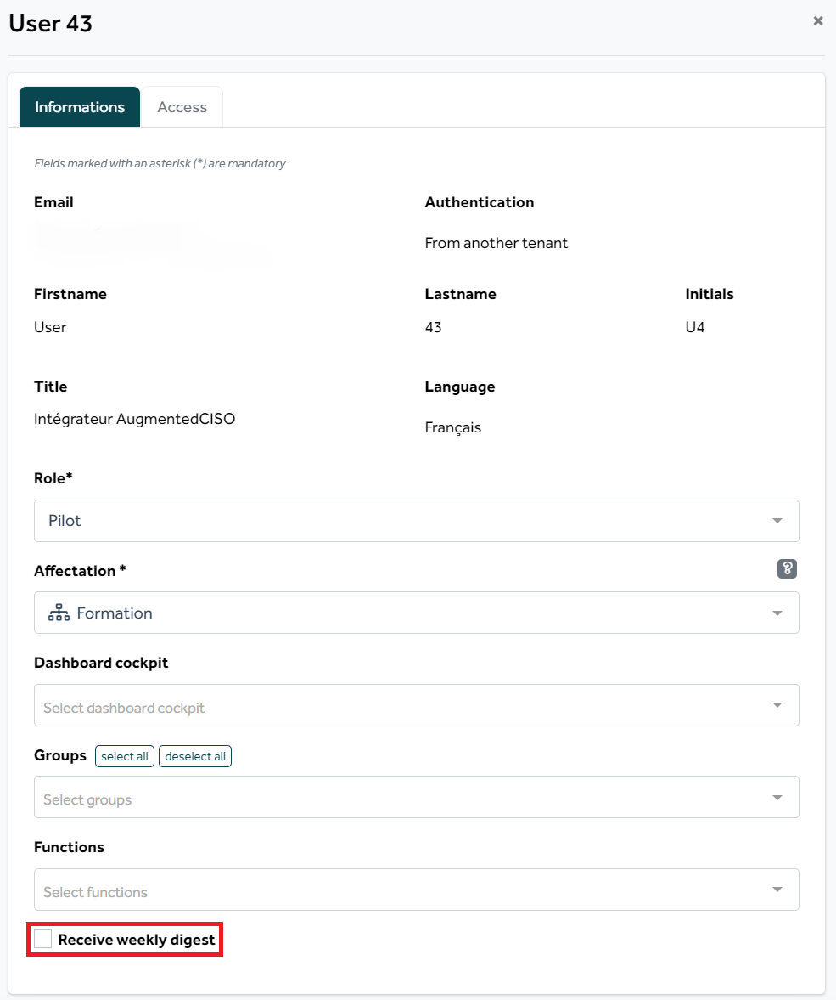 User 43
×
Informations
Access
Fields marked with an asterisk (*) are mandatory
Email
Authentication
From another tenant
Firstname
Lastname
Initials
User
43
U4
Title
Language
Intégrateur AugmentedCISO
Français
Role*
Pilot
Affectation *
?
Formation
Dashboard cockpit
Select dashboard cockpit
Groups select all deselect all
Select groups
Functions
Select functions
Receive weekly digest